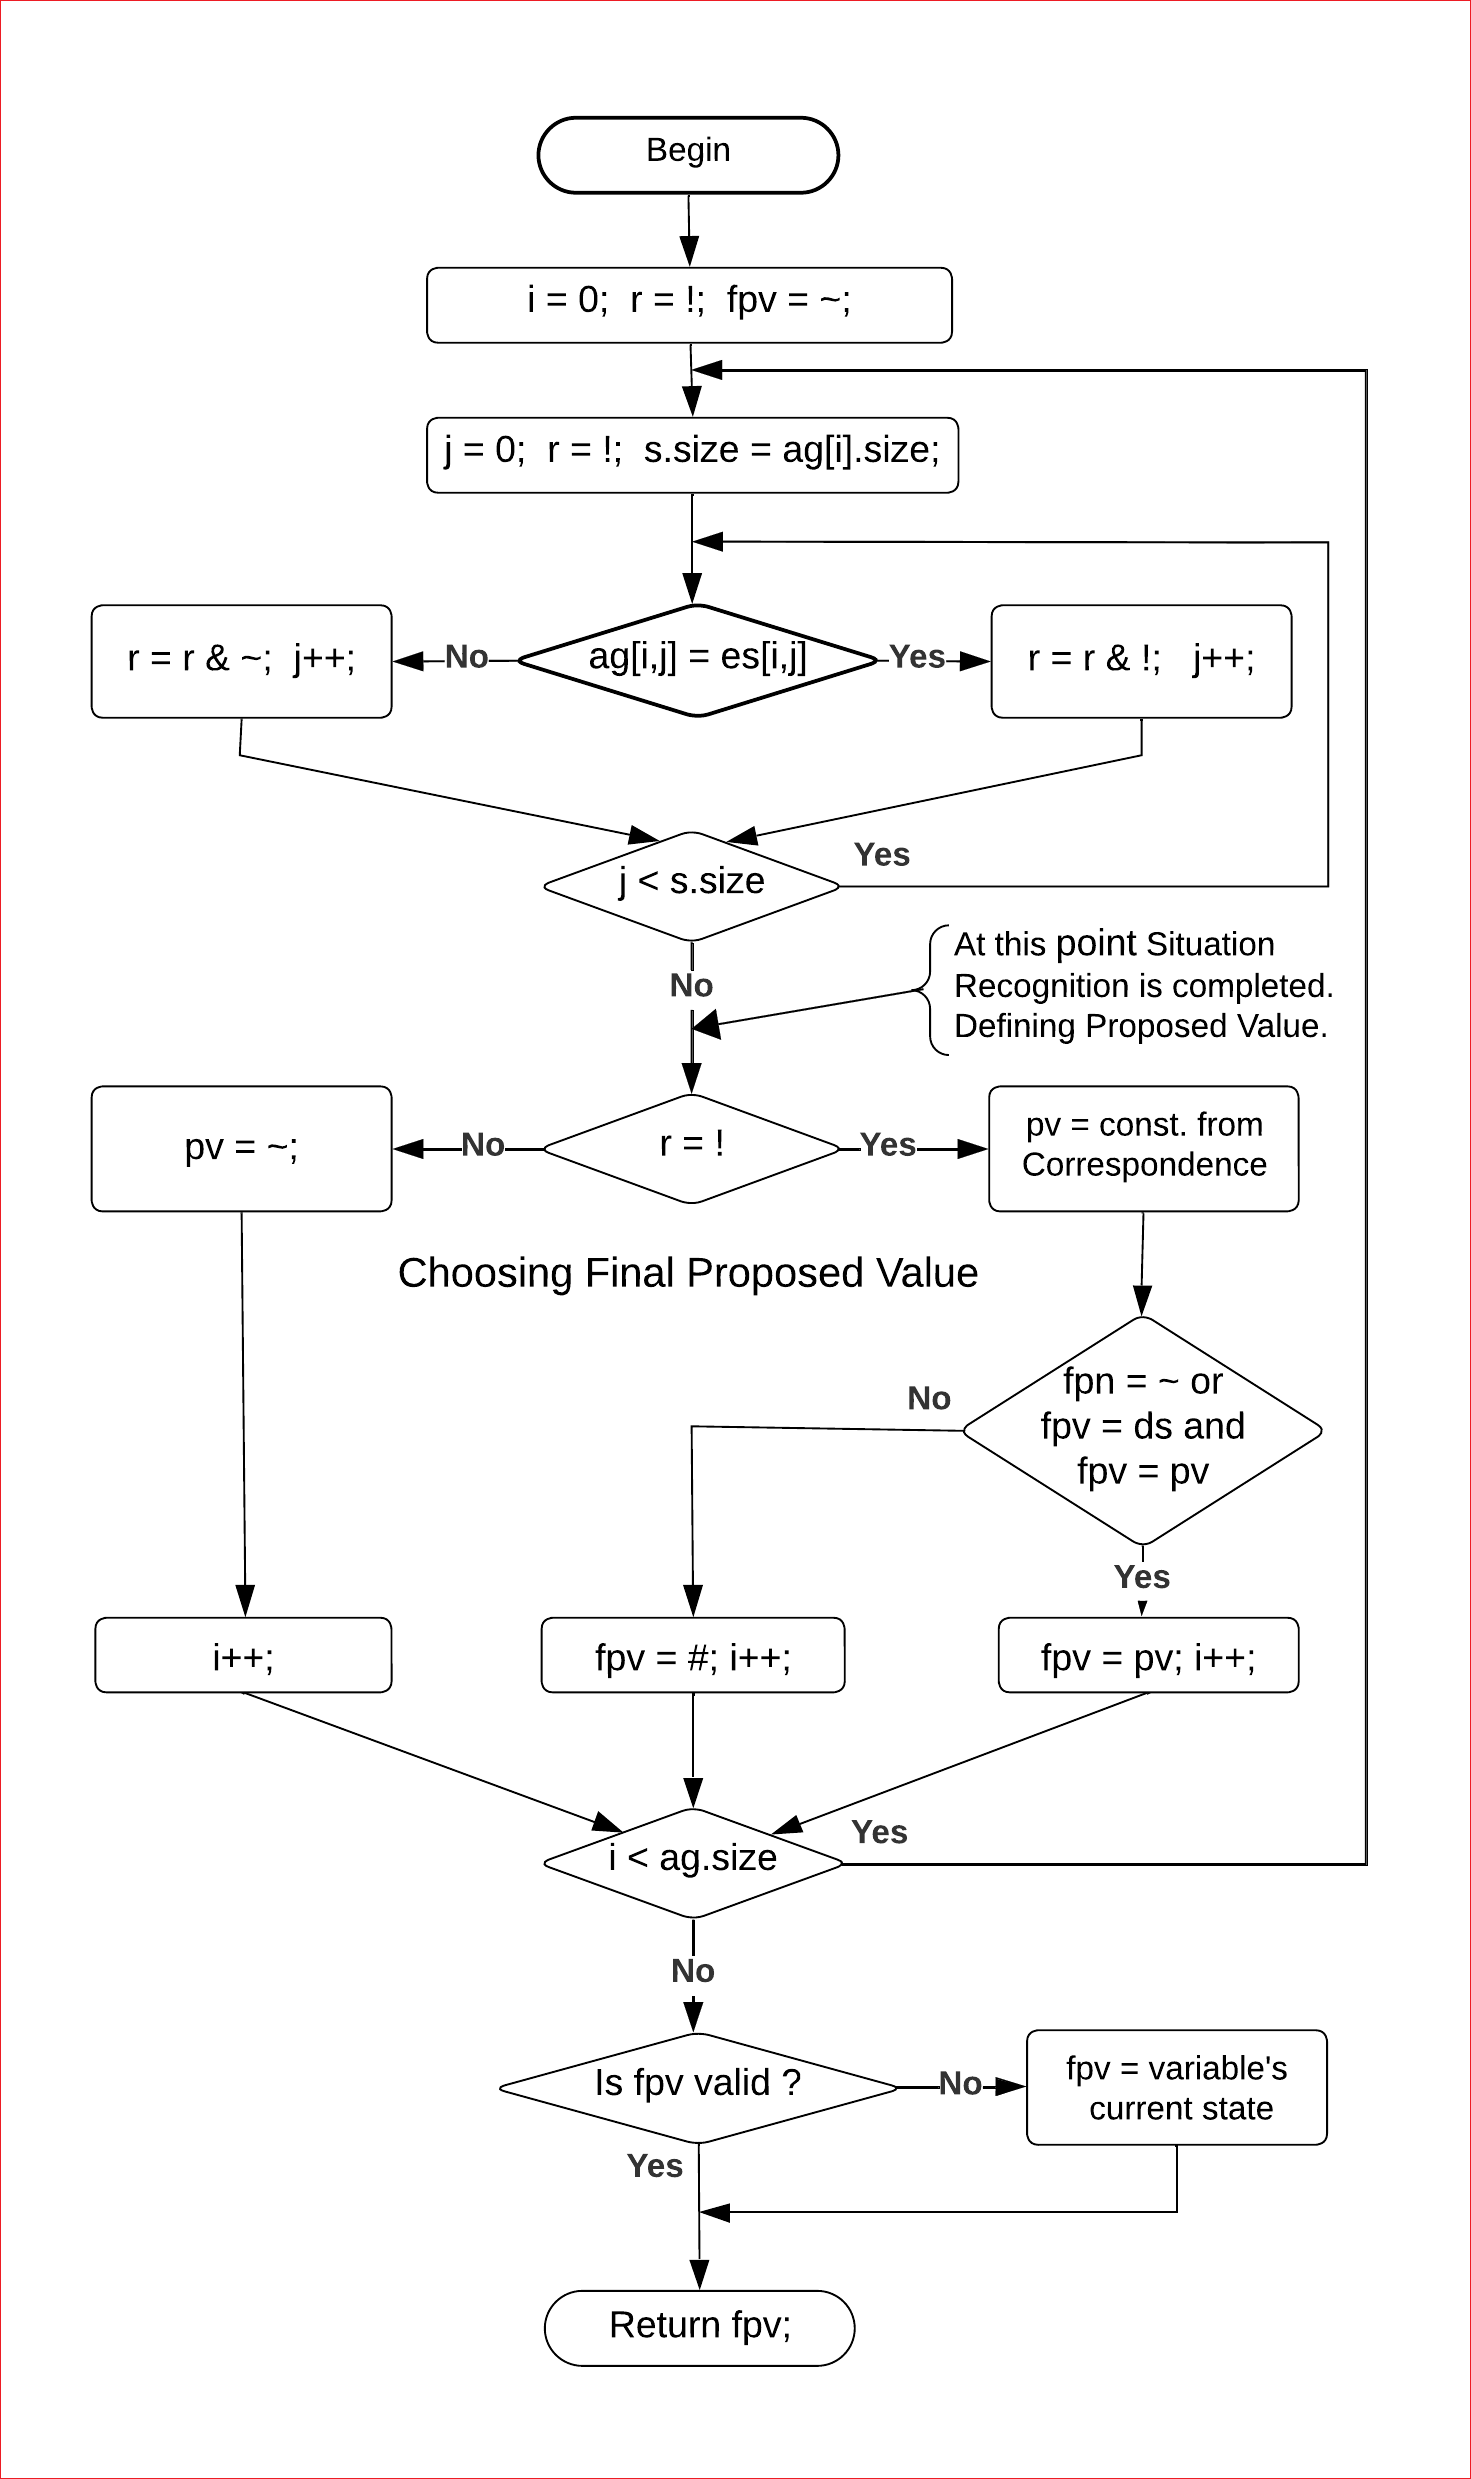 Begin
i = 0;  r = !;  fpv = ~;
j = 0;  r = !;  s.size = ag[i].size;
r = r & ~;  j++;
No
ag[i,j] = es[i,j]
Yes
r = r & !;   j++;
j < s.size
Yes
No
At this point Situation
Recognition is completed.
Defining Proposed Value.
pv = ~;
No
r = !
Yes
pv = const. from
Correspondence
Choosing Final Proposed Value
No
fpn = ~ or
fpv = ds and
fpv = pv
Yes
i++;
fpv = #; i++;
fpv = pv; i++;
i < ag.size
Yes
No
Is fpv valid ?
No
fpv = variable's
current state
Yes
Return fpv;